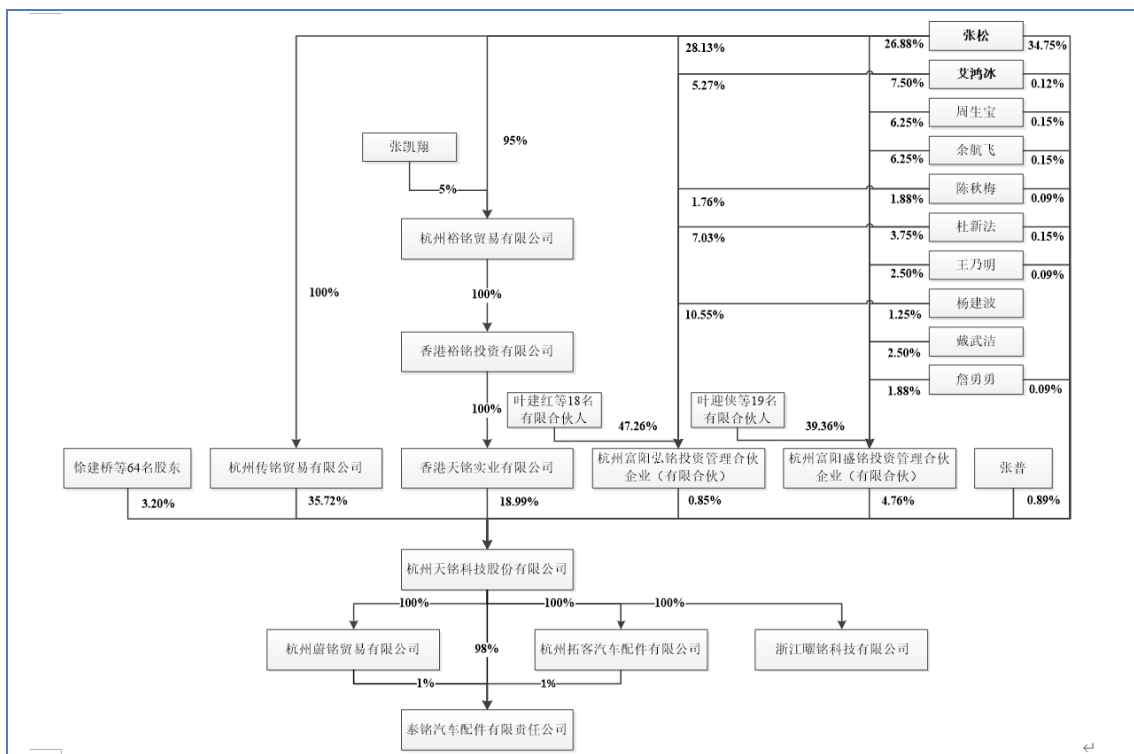 张松
28.13%
26.88%
34.75%
艾鸿冰
5.27%
7.50%
0.12%
周生宝
6.25%
0.15%
张凯翔
95%
余航飞
6.25%
0.15%
5%
陈秋梅
1.76%
1.88%
0.09%
杭州裕铭贸易有限公司
杜新法
7.03%
3.75%
0.15%
王乃明
2.50%
0.09%
100%
100%
杨建波
10.55%
1.25%
香港裕铭投资有限公司
戴武洁
2.50%
詹勇勇
1.88%
0.09%
100%
叶建红等18名
有限合伙人
47.26%
叶迎侠等19名
有限合伙人
39.36%
徐建桥等64名股东
杭州传铭贸易有限公司
香港天铭实业有限公司
杭州富阳弘铭投资管理合伙
企业（有限合伙）
杭州富阳盛铭投资管理合伙
企业（有限合伙）
张普
3.20%
35.72%
18.99%
0.85%
4.76%
0.89%
杭州天铭科技股份有限公司
100%
100%
100%
杭州蔚铭贸易有限公司
98%
杭州拓客汽车配件有限公司
浙江曜铭科技有限公司
1%
1%
泰铭汽车配件有限责任公司